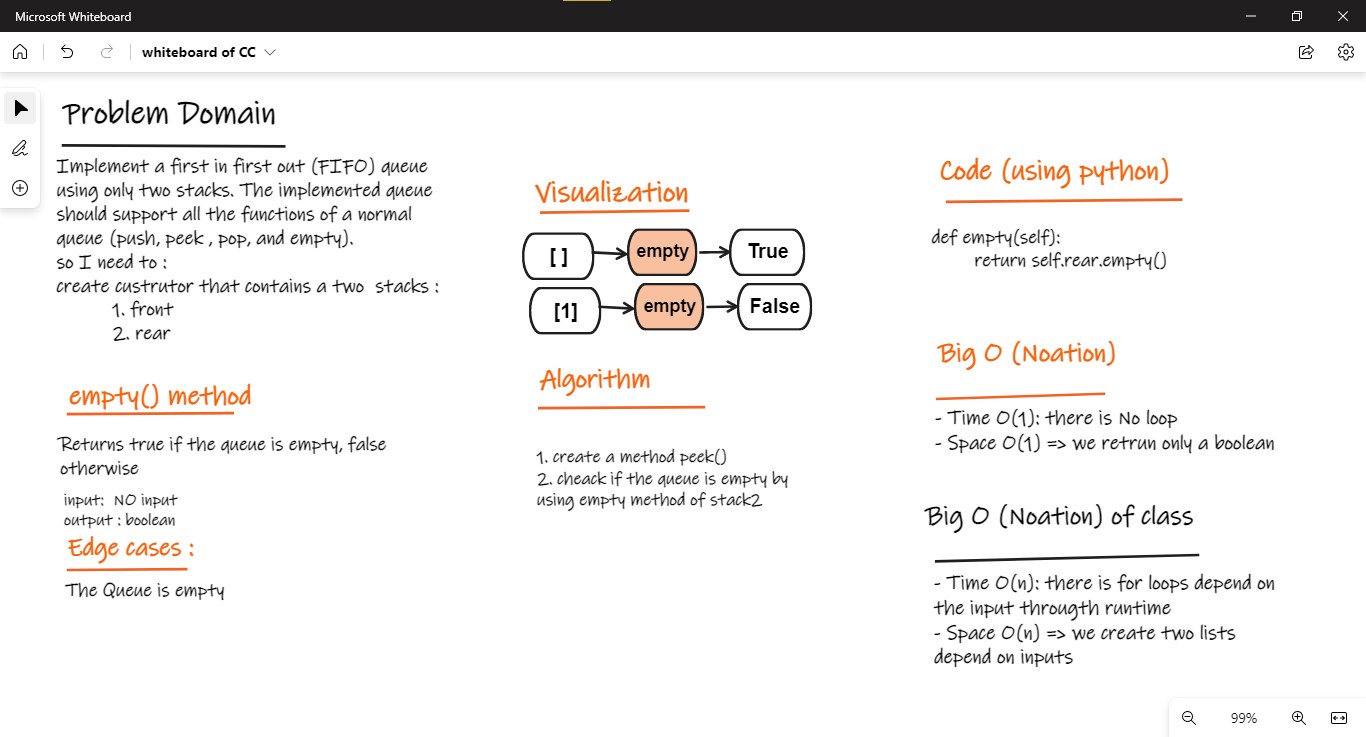 Microsoft Whiteboard
whiteboard of CC
Problem Domain
Implement a first in first out (FIFO) queue
using only two stacks. The implemented queue
should support all the functions of a normal
queue (push, peek , pop, and empty).
so I need to :
create custrutor that contains a two stacks :
1. front
2. rear
empty() method
Returns true if the queue is empty, false
otherwise
input: NO input
output : boolean
Edge cases :
The Queue is empty
Visualization
[ ] empty True
[1] empty False
Algorithm
1. create a method peek()
2. cheack if the queue is empty by
using empty method of stack2
Code (using python)
def empty(self):
return self.rear.empty()
Big O (Noation)
- Time O(1): there is No loop
- Space O(1) => we retrun only a boolean
Big O (Noation) of class
- Time O(n): there is for loops depend on
the input througth runtime
- Space O(n) => we create two lists
depend on inputs
99%